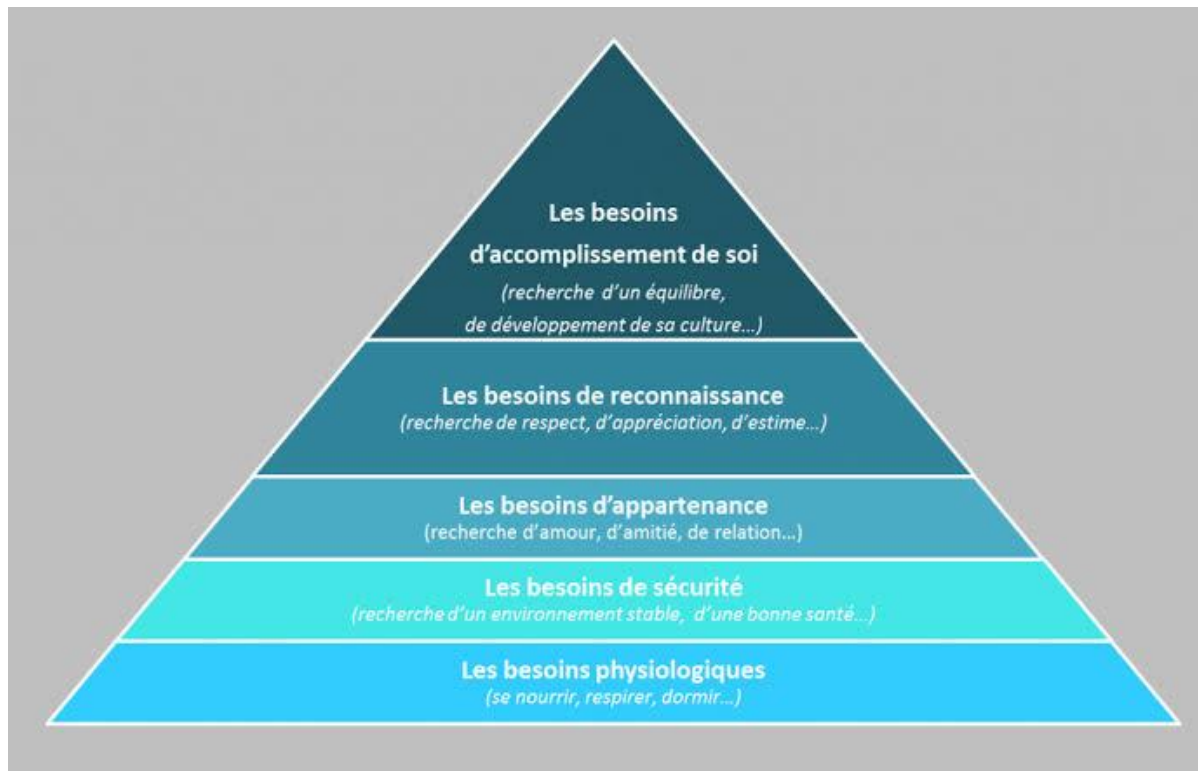 Les besoins
d’accomplissement de soi
(recherche d’un équilibre,
de développement de sa culture…)
Les besoins de reconnaissance
(recherche de respect, d’appréciation, d’estime…)
Les besoins d’appartenance
(recherche d’amour, d’amitié, de relation…)
Les besoins de sécurité
(recherche d’un environnement stable, d’une bonne santé…)
Les besoins physiologiques
(se nourrir, respirer, dormir…)